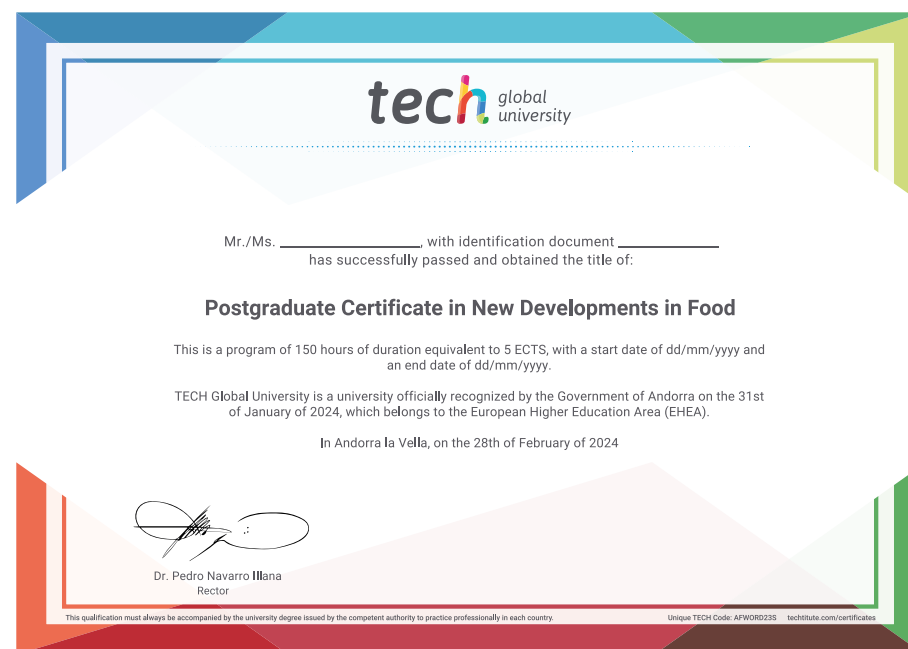 tech global
university
Mr./Ms. ____________, with identification document ____________
has successfully passed and obtained the title of:
Postgraduate Certificate in New Developments in Food
This is a program of 150 hours of duration equivalent to 5 ECTS, with a start date of dd/mm/yyyy and
an end date of dd/mm/yyyy.
TECH Global University is a university officially recognized by the Government of Andorra on the 31st
of January of 2024, which belongs to the European Higher Education Area (EHEA).
In Andorra la Vella, on the 28th of February of 2024
Dr. Pedro Navarro Illana
Rector
This qualification must always be accompanied by the university degree issued by the competent authority to practice professionally in each country. Unique TECH Code: AFWORD23S techtitute.com/certificates